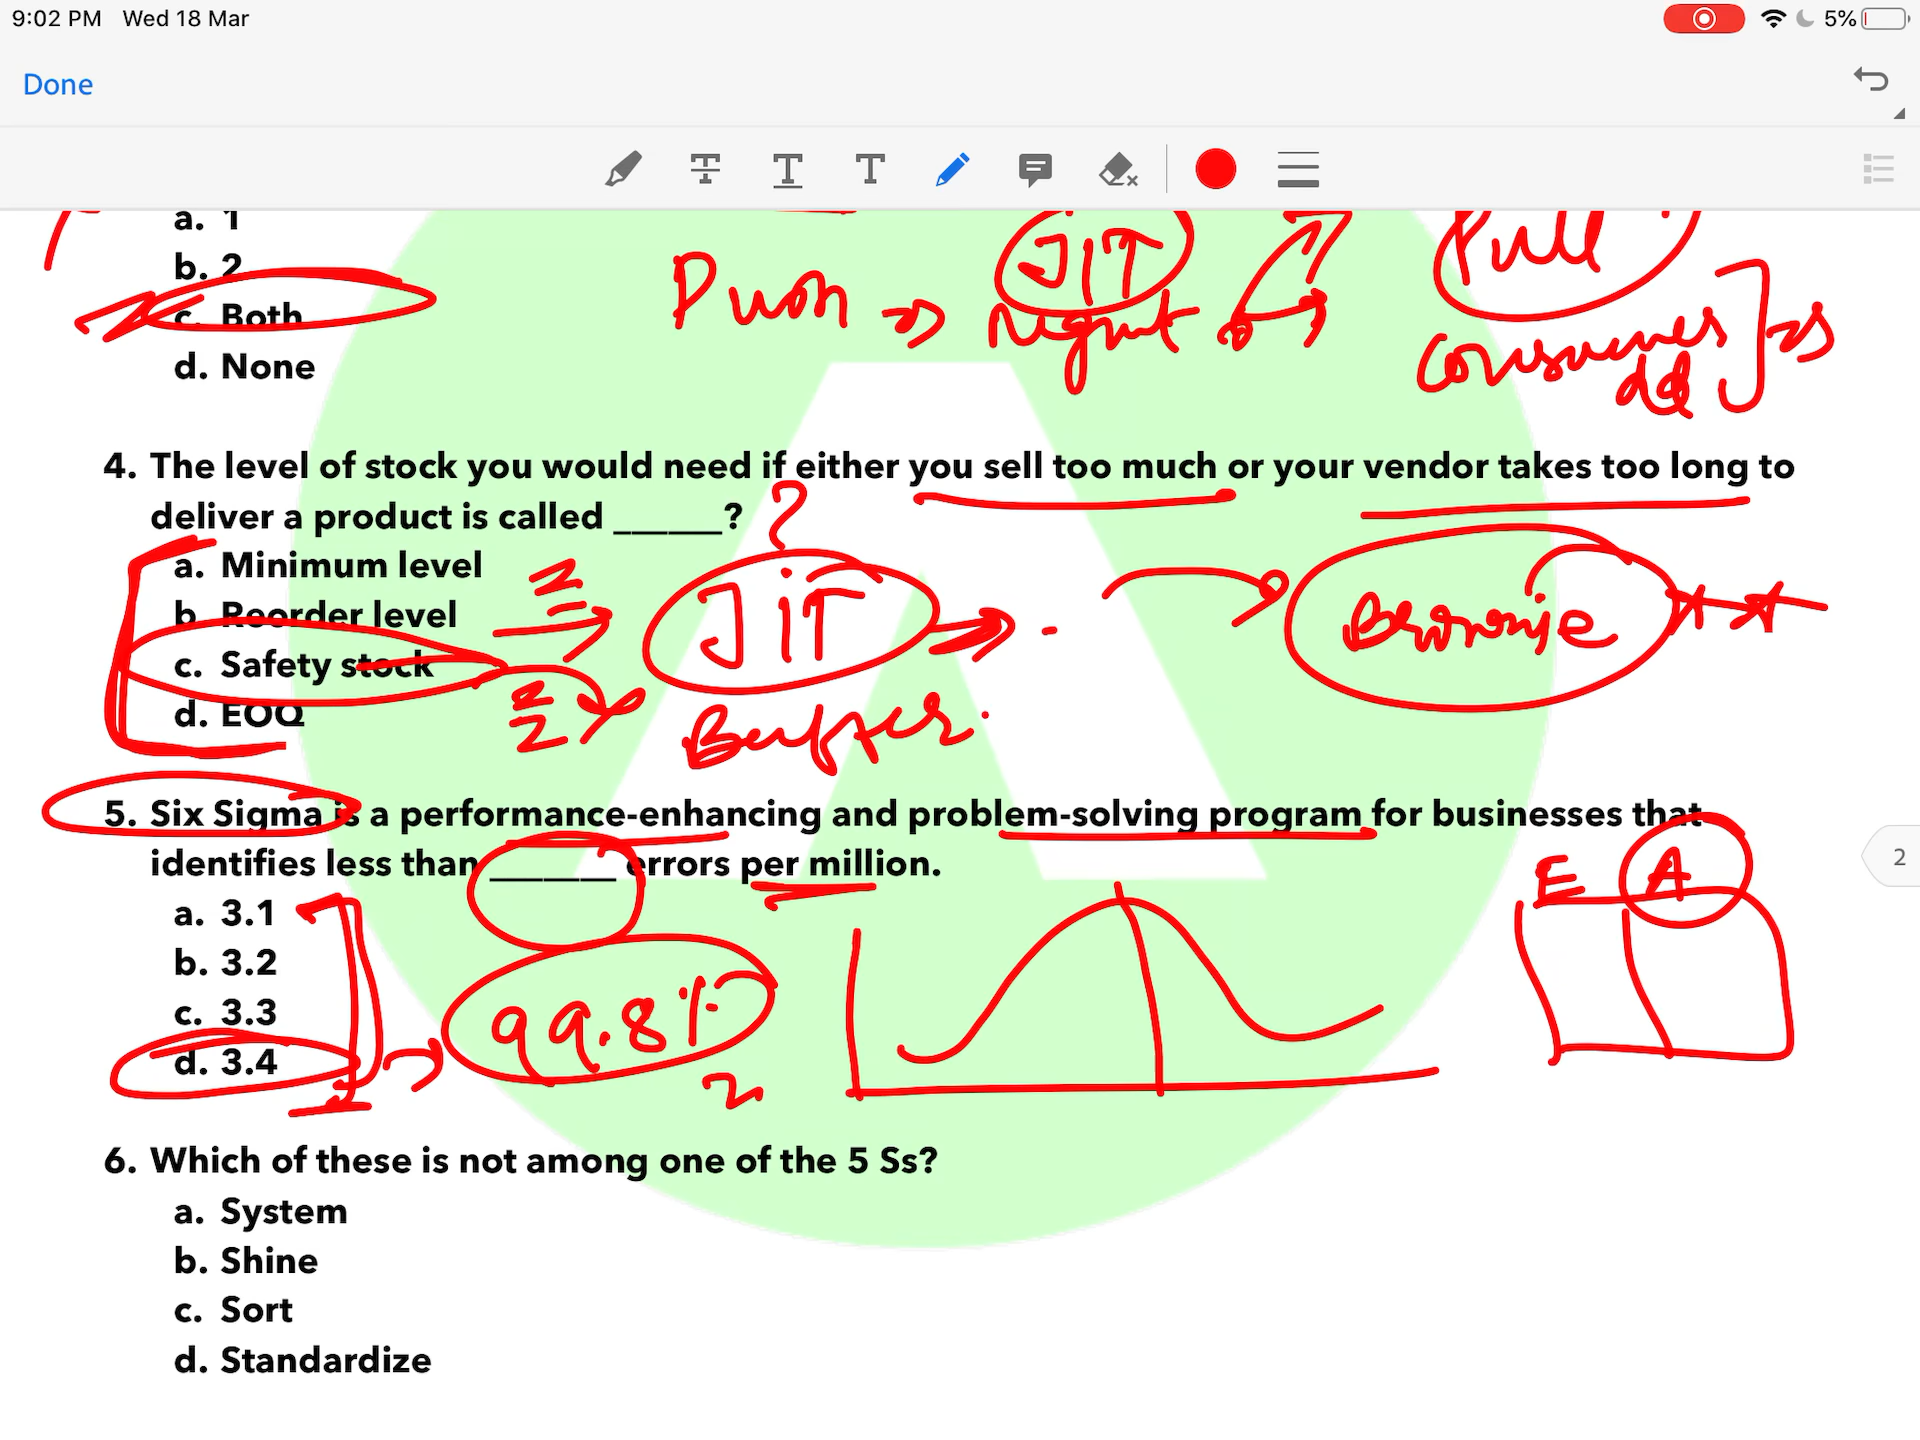 9:02 PM Wed 18 Mar
5%
Done
a. 1
b. 2
c. Both
d. None
Push
JIT
Mgmt
Pull
consumer
dd
4. The level of stock you would need if either you sell too much or your vendor takes too long to
deliver a product is called ______?
a. Minimum level
b. Reorder level
c. Safety stock
d. EOQ
?
JIT
Buffer.
Brownie
5. Six Sigma is a performance-enhancing and problem-solving program for businesses that
identifies less than _______ errors per million.
a. 3.1
b. 3.2
c. 3.3
d. 3.4
99.8%
E A
2
6. Which of these is not among one of the 5 Ss?
a. System
b. Shine
c. Sort
d. Standardize